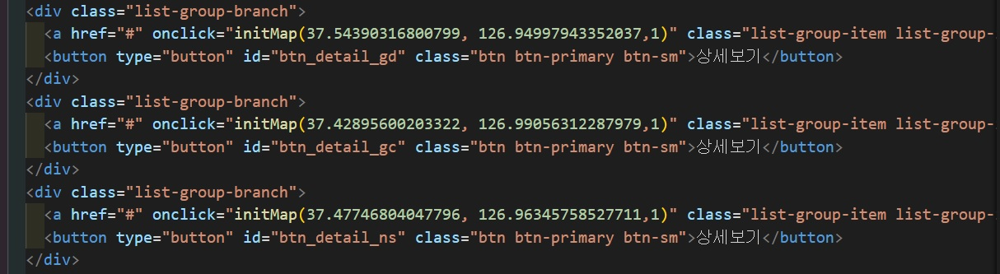 <div class="list-group-branch">
<a href="#" onclick="initMap(37.54390316800799, 126.94997943352037,1)" class="list-group-item list-group-
<button type="button" id="btn_detail_gd" class="btn btn-primary btn-sm">상세보기</button>
</div>
<div class="list-group-branch">
<a href="#" onclick="initMap(37.42895600203322, 126.99056312287979,1)" class="list-group-item list-group-
<button type="button" id="btn_detail_gc" class="btn btn-primary btn-sm">상세보기</button>
</div>
<div class="list-group-branch">
<a href="#" onclick="initMap(37.47746804047796, 126.96345758527711,1)" class="list-group-item list-group-
<button type="button" id="btn_detail_ns" class="btn btn-primary btn-sm">상세보기</button>
</div>